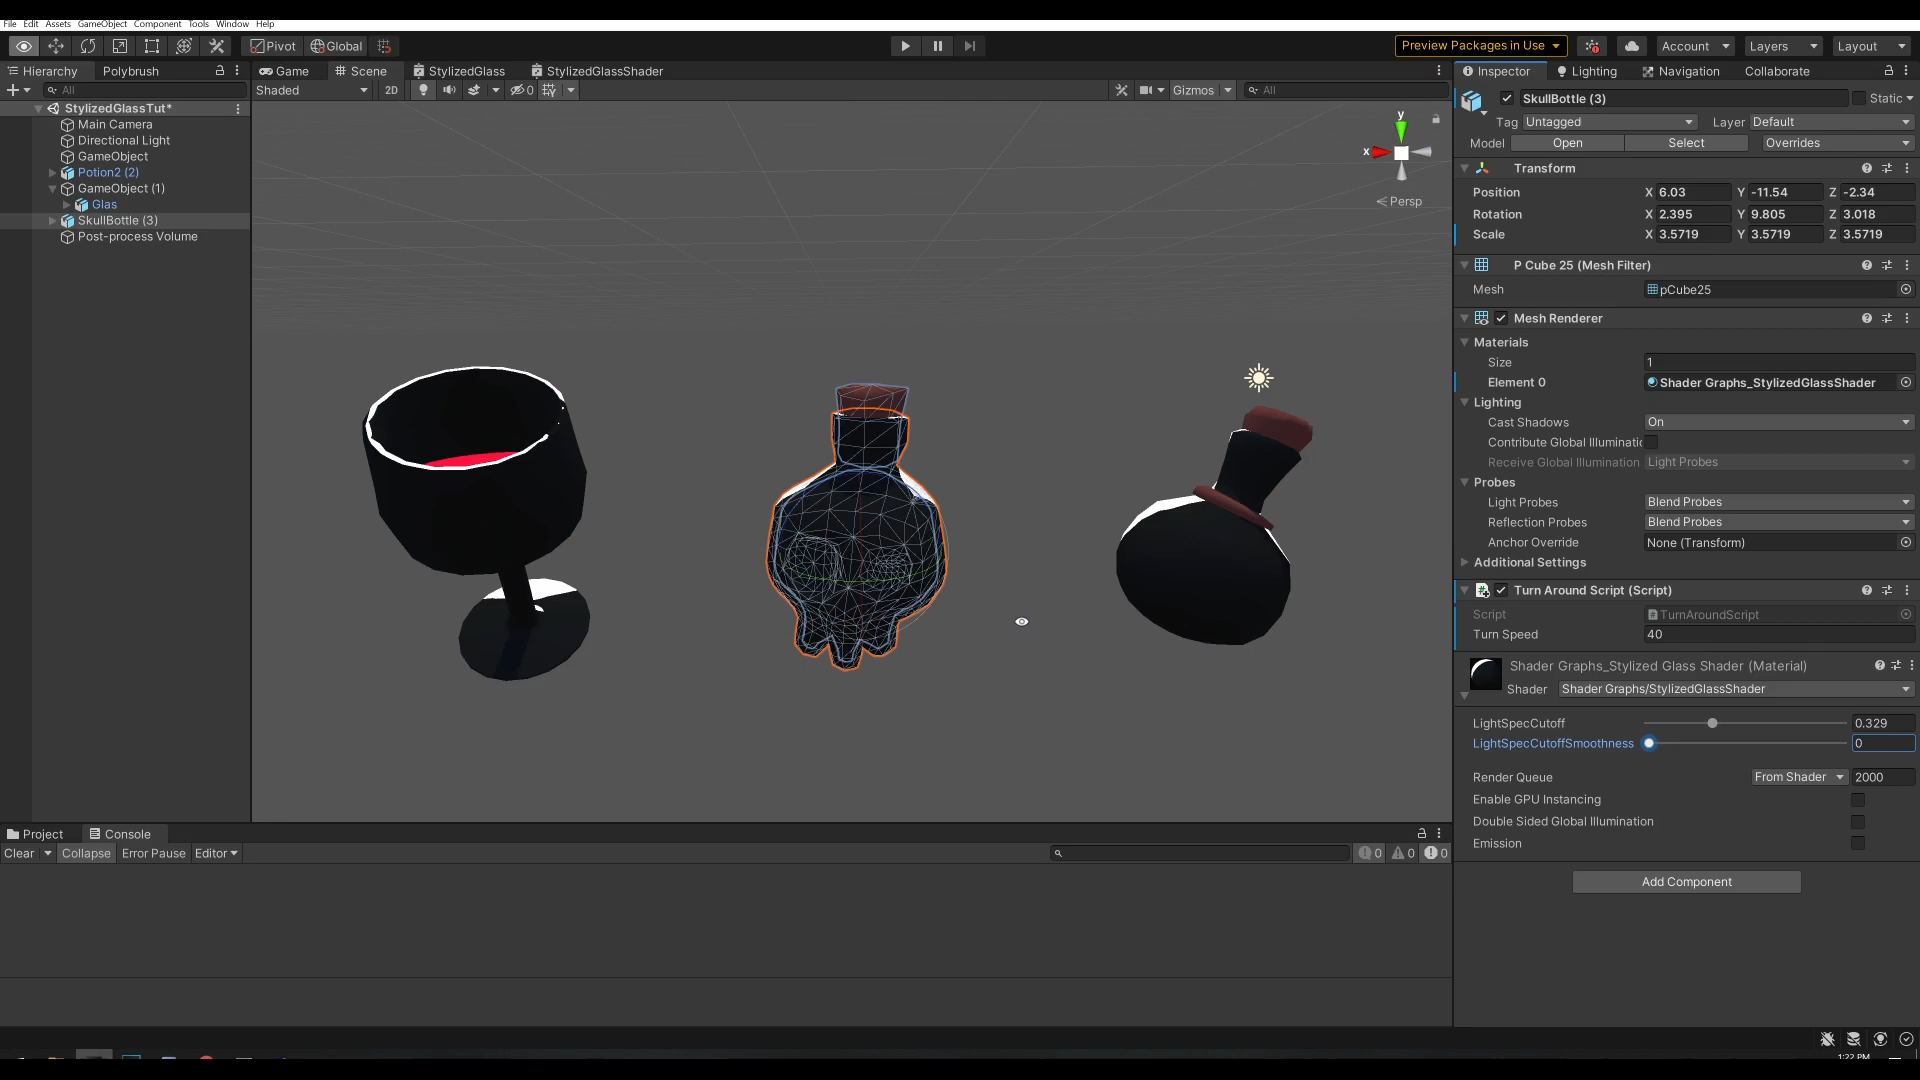 File Edit Assets GameObject Component Tools Window Help
Pivot Global Preview Packages in Use Account Layers Layout
Hierarchy Polybrush Game Scene StylizedGlass StylizedGlassShader Inspector Lighting Navigation Collaborate
All Shaded 2D 0 Gizmos All
SkullBottle (3) Static
Tag Untagged Layer Default
Model Open Select Overrides
StylizedGlassTut*
Main Camera
Directional Light
GameObject
Potion2 (2)
GameObject (1)
Glas
SkullBottle (3)
Post-process Volume
y
x
Persp
Transform
Position X 6.03 Y -11.54 Z -2.34
Rotation X 2.395 Y 9.805 Z 3.018
Scale X 3.5719 Y 3.5719 Z 3.5719
P Cube 25 (Mesh Filter)
Mesh pCube25
Mesh Renderer
Materials
Size 1
Element 0 Shader Graphs_StylizedGlassShader
Lighting
Cast Shadows On
Contribute Global Illuminatic
Receive Global Illumination Light Probes
Probes
Light Probes Blend Probes
Reflection Probes Blend Probes
Anchor Override None (Transform)
Additional Settings
Turn Around Script (Script)
Script TurnAroundScript
Turn Speed 40
Shader Graphs_Stylized Glass Shader (Material)
Shader Shader Graphs/StylizedGlassShader
LightSpecCutoff 0.329
LightSpecCutoffSmoothness 0
Render Queue From Shader 2000
Enable GPU Instancing
Double Sided Global Illumination
Emission
Add Component
Project Console
Clear Collapse Error Pause Editor 0 0 0
1:22 PM